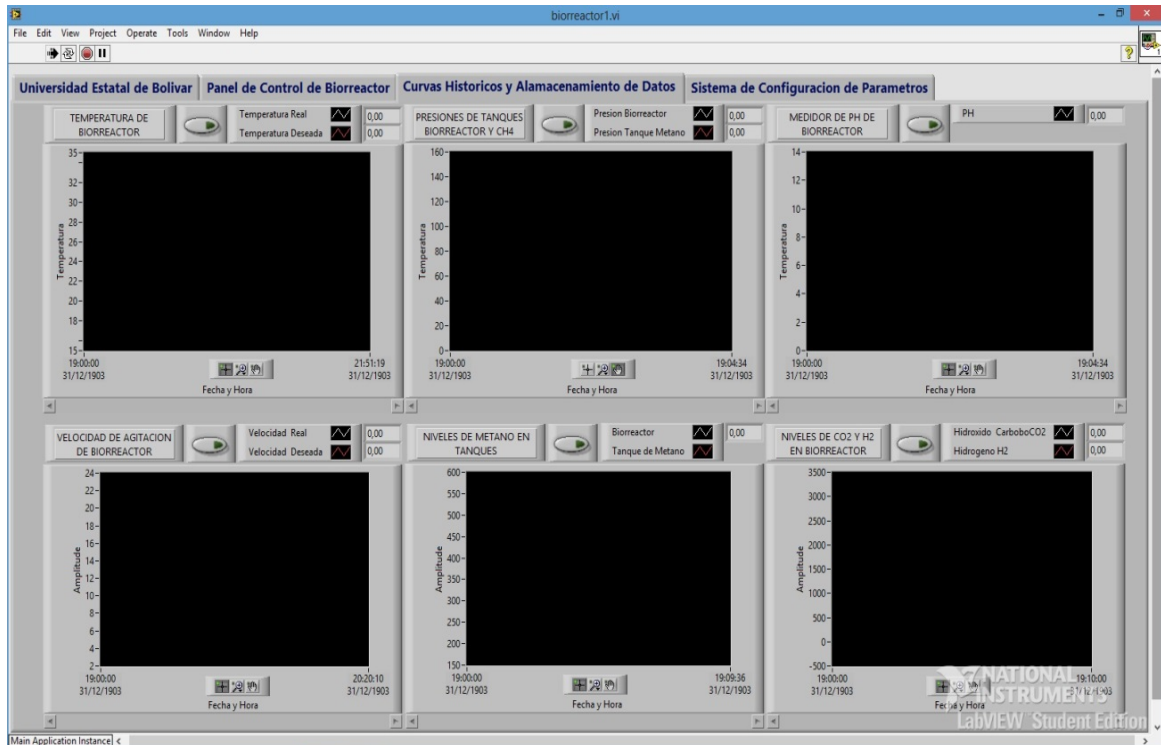 biorreactor1.vi
File Edit View Project Operate Tools Window Help
Universidad Estatal de Bolivar
Panel de Control de Biorreactor
Curvas Historicos y Alamacenamiento de Datos
Sistema de Configuracion de Parametros
TEMPERATURA DE
BIORREACTOR
Temperatura Real 0,00
Temperatura Deseada 0,00
35
32
30
28
26
24
22
20
18
15
Temperatura
19:00:00
31/12/1903
21:51:19
31/12/1903
Fecha y Hora
PRESIONES DE TANQUES
BIORREACTOR Y CH4
Presion Biorreactor 0,00
Presion Tanque Metano 0,00
160
140
120
100
80
60
40
20
0
Temperatura
19:00:00
31/12/1903
19:04:34
31/12/1903
Fecha y Hora
MEDIDOR DE PH DE
BIORREACTOR
PH 0,00
14
12
10
8
6
4
2
0
Temperatura
19:00:00
31/12/1903
19:04:34
31/12/1903
Fecha y Hora
VELOCIDAD DE AGITACION
DE BIORREACTOR
Velocidad Real 0,00
Velocidad Deseada 0,00
24
22
20
18
16
14
12
10
8
6
4
2
Amplitude
19:00:00
31/12/1903
20:20:10
31/12/1903
Fecha y Hora
NIVELES DE METANO EN
TANQUES
Biorreactor 0,00
Tanque de Metano
600
550
500
450
400
350
300
250
200
150
Amplitude
19:00:00
31/12/1903
19:09:36
31/12/1903
Fecha y Hora
NIVELES DE CO2 Y H2
EN BIORREACTOR
Hidroxido CarboboCO2 0,00
Hidrogeno H2 0,00
3500
3000
2500
2000
1500
1000
500
0
-500
Amplitude
19:00:00
31/12/1903
19:10:00
31/12/1903
Fecha y Hora
NATIONAL
INSTRUMENTS
LabVIEW Student Edition
Main Application Instance